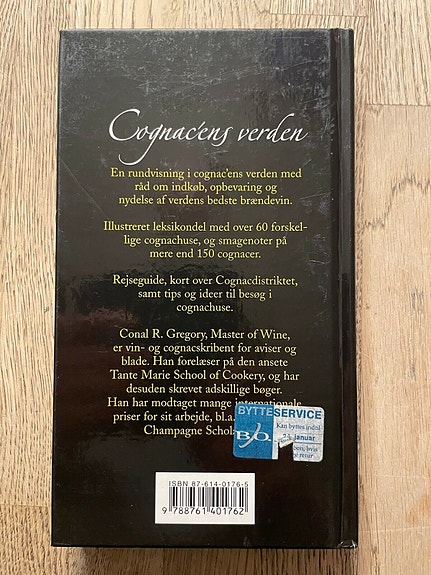 Cognac'ens verden
En rundvisning i cognac'ens verden med
råd om indkøb, opbevaring og
nydelse af verdens bedste brændevin.
Illustreret leksikondel med over 60 forskel-
lige cognachuse, og smagenoter på
mere end 150 cognacer.
Rejseguide, kort over Cognacdistriktet,
samt tips og ideer til besøg i
cognachuse.
Conal R. Gregory, Master of Wine,
er vin- og cognacskribent for aviser og
blade. Han forelæser på den ansete
Tante Marie School of Cookery, og har
desuden skrevet adskillige bøger.
Han har modtaget mange internationale
priser for sit arbejde, bl.a.
Champagne
BYTTESERVICE
Kan byttes indtil
januar
hvis
retur
ISBN 87-614-0176-5
9 788761 401762